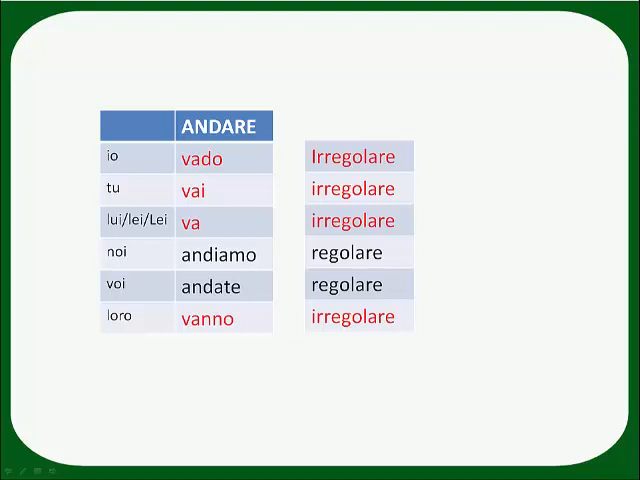 ANDARE
io vado Irregolare
tu vai irregolare
lui/lei/Lei va irregolare
noi andiamo regolare
voi andate regolare
loro vanno irregolare